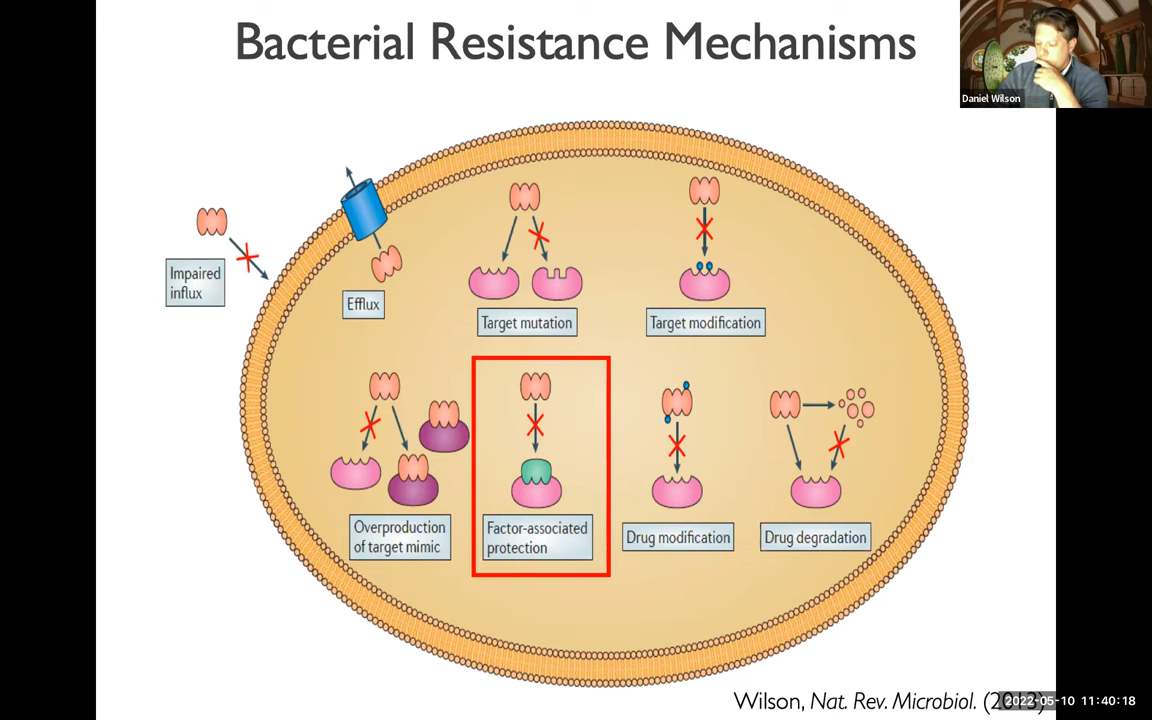 Bacterial Resistance Mechanisms
Daniel Wilson
Impaired
influx
Efflux
Target mutation
Target modification
Overproduction
of target mimic
Factor-associated
protection
Drug modification
Drug degradation
Wilson, Nat. Rev. Microbiol.
2022-05-10 11:40:18